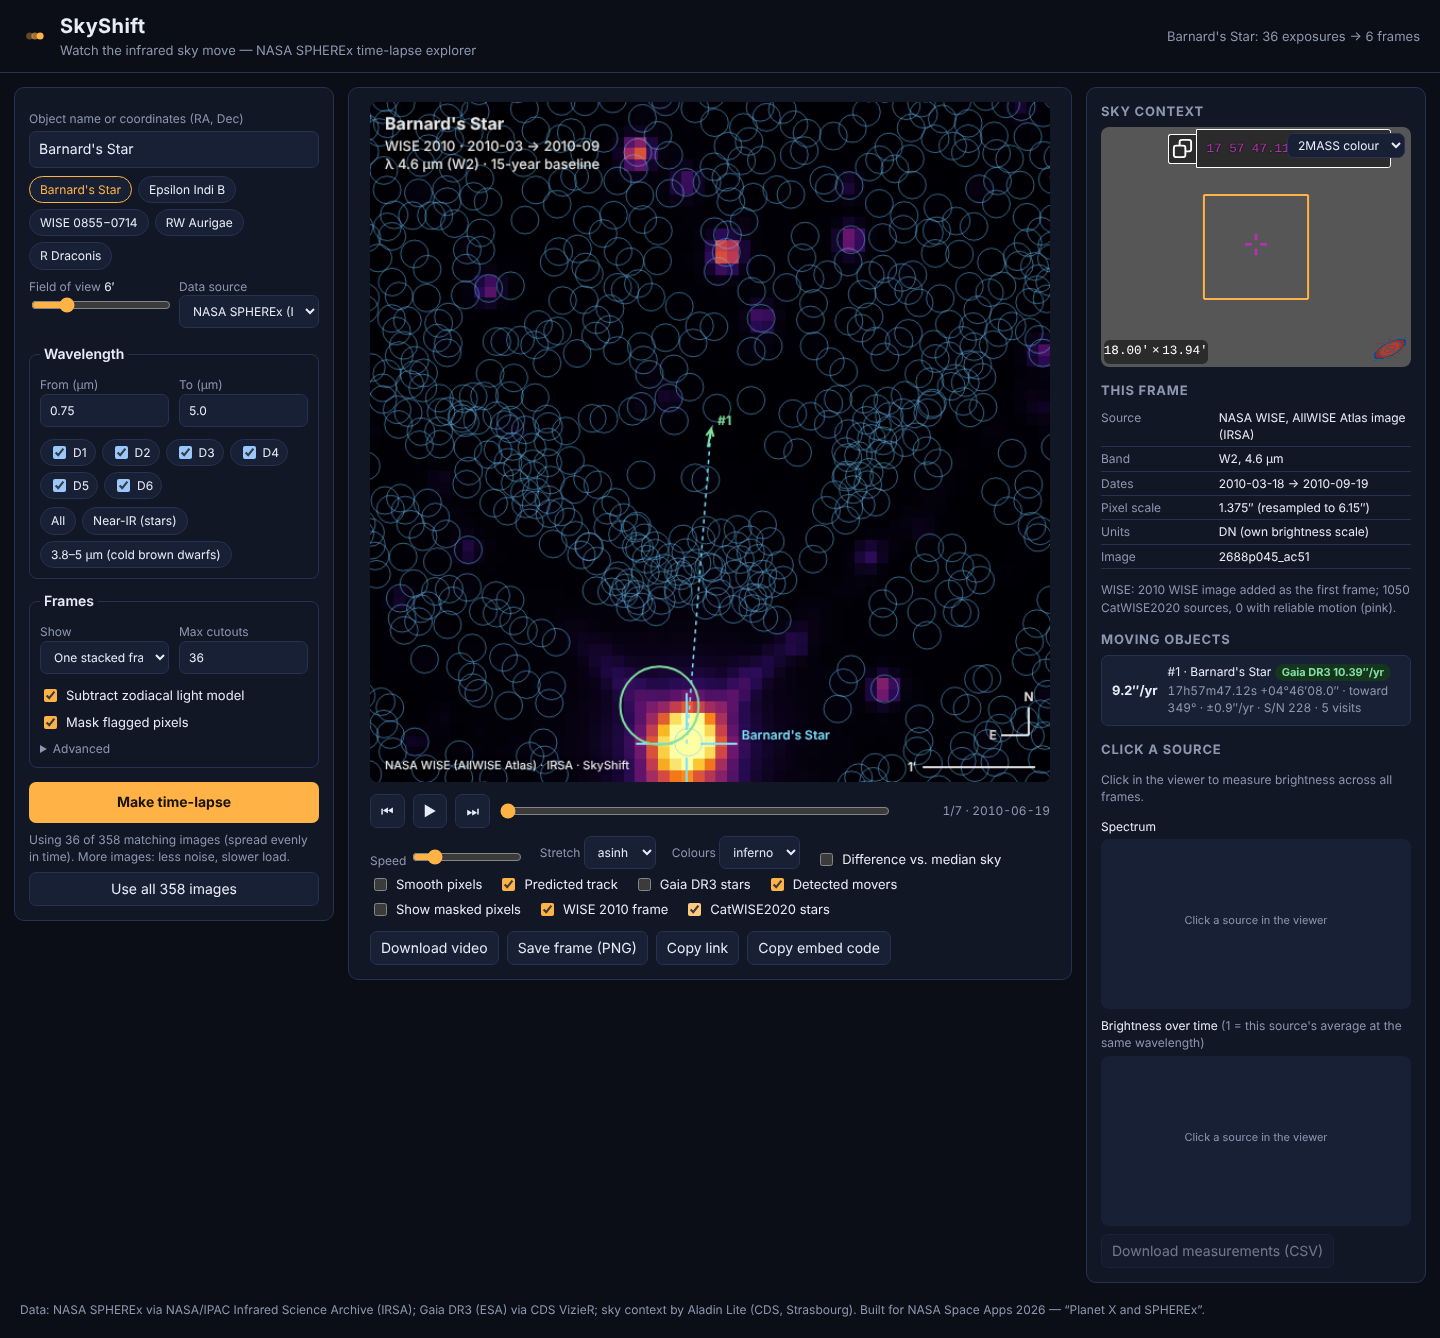 SkyShift
Watch the infrared sky move — NASA SPHEREx time-lapse explorer
Barnard's Star: 36 exposures → 6 frames
Object name or coordinates (RA, Dec)
Barnard's Star
Barnard's Star
Epsilon Indi B
WISE 0855−0714
RW Aurigae
R Draconis
Field of view 6′
Data source
NASA SPHEREx (I
Wavelength
From (µm)
To (µm)
0.75
5.0
D1
D2
D3
D4
D5
D6
All
Near-IR (stars)
3.8–5 µm (cold brown dwarfs)
Frames
Show
Max cutouts
One stacked fra
36
Subtract zodiacal light model
Mask flagged pixels
Advanced
Make time-lapse
Using 36 of 358 matching images (spread evenly
in time). More images: less noise, slower load.
Use all 358 images
Barnard's Star
WISE 2010 · 2010-03 → 2010-09
λ 4.6 µm (W2) · 15-year baseline
#1
Barnard's Star
N
E
1′
NASA WISE (AllWISE Atlas) · IRSA · SkyShift
1/7 · 2010-06-19
Speed
Stretch
asinh
Colours
inferno
Difference vs. median sky
Smooth pixels
Predicted track
Gaia DR3 stars
Detected movers
Show masked pixels
WISE 2010 frame
CatWISE2020 stars
Download video
Save frame (PNG)
Copy link
Copy embed code
SKY CONTEXT
17 57 47.11
2MASS colour
18.00' × 13.94'
THIS FRAME
Source
NASA WISE, AllWISE Atlas image
(IRSA)
Band
W2, 4.6 µm
Dates
2010-03-18 → 2010-09-19
Pixel scale
1.375″ (resampled to 6.15″)
Units
DN (own brightness scale)
Image
2688p045_ac51
WISE: 2010 WISE image added as the first frame; 1050
CatWISE2020 sources, 0 with reliable motion (pink).
MOVING OBJECTS
9.2″/yr
#1 · Barnard's Star Gaia DR3 10.39″/yr
17h57m47.12s +04°46′08.0″ · toward
349° · ±0.9″/yr · S/N 228 · 5 visits
CLICK A SOURCE
Click in the viewer to measure brightness across all
frames.
Spectrum
Click a source in the viewer
Brightness over time (1 = this source's average at the
same wavelength)
Click a source in the viewer
Download measurements (CSV)
Data: NASA SPHEREx via NASA/IPAC Infrared Science Archive (IRSA); Gaia DR3 (ESA) via CDS VizieR; sky context by Aladin Lite (CDS, Strasbourg). Built for NASA Space Apps 2026 — “Planet X and SPHEREx”.